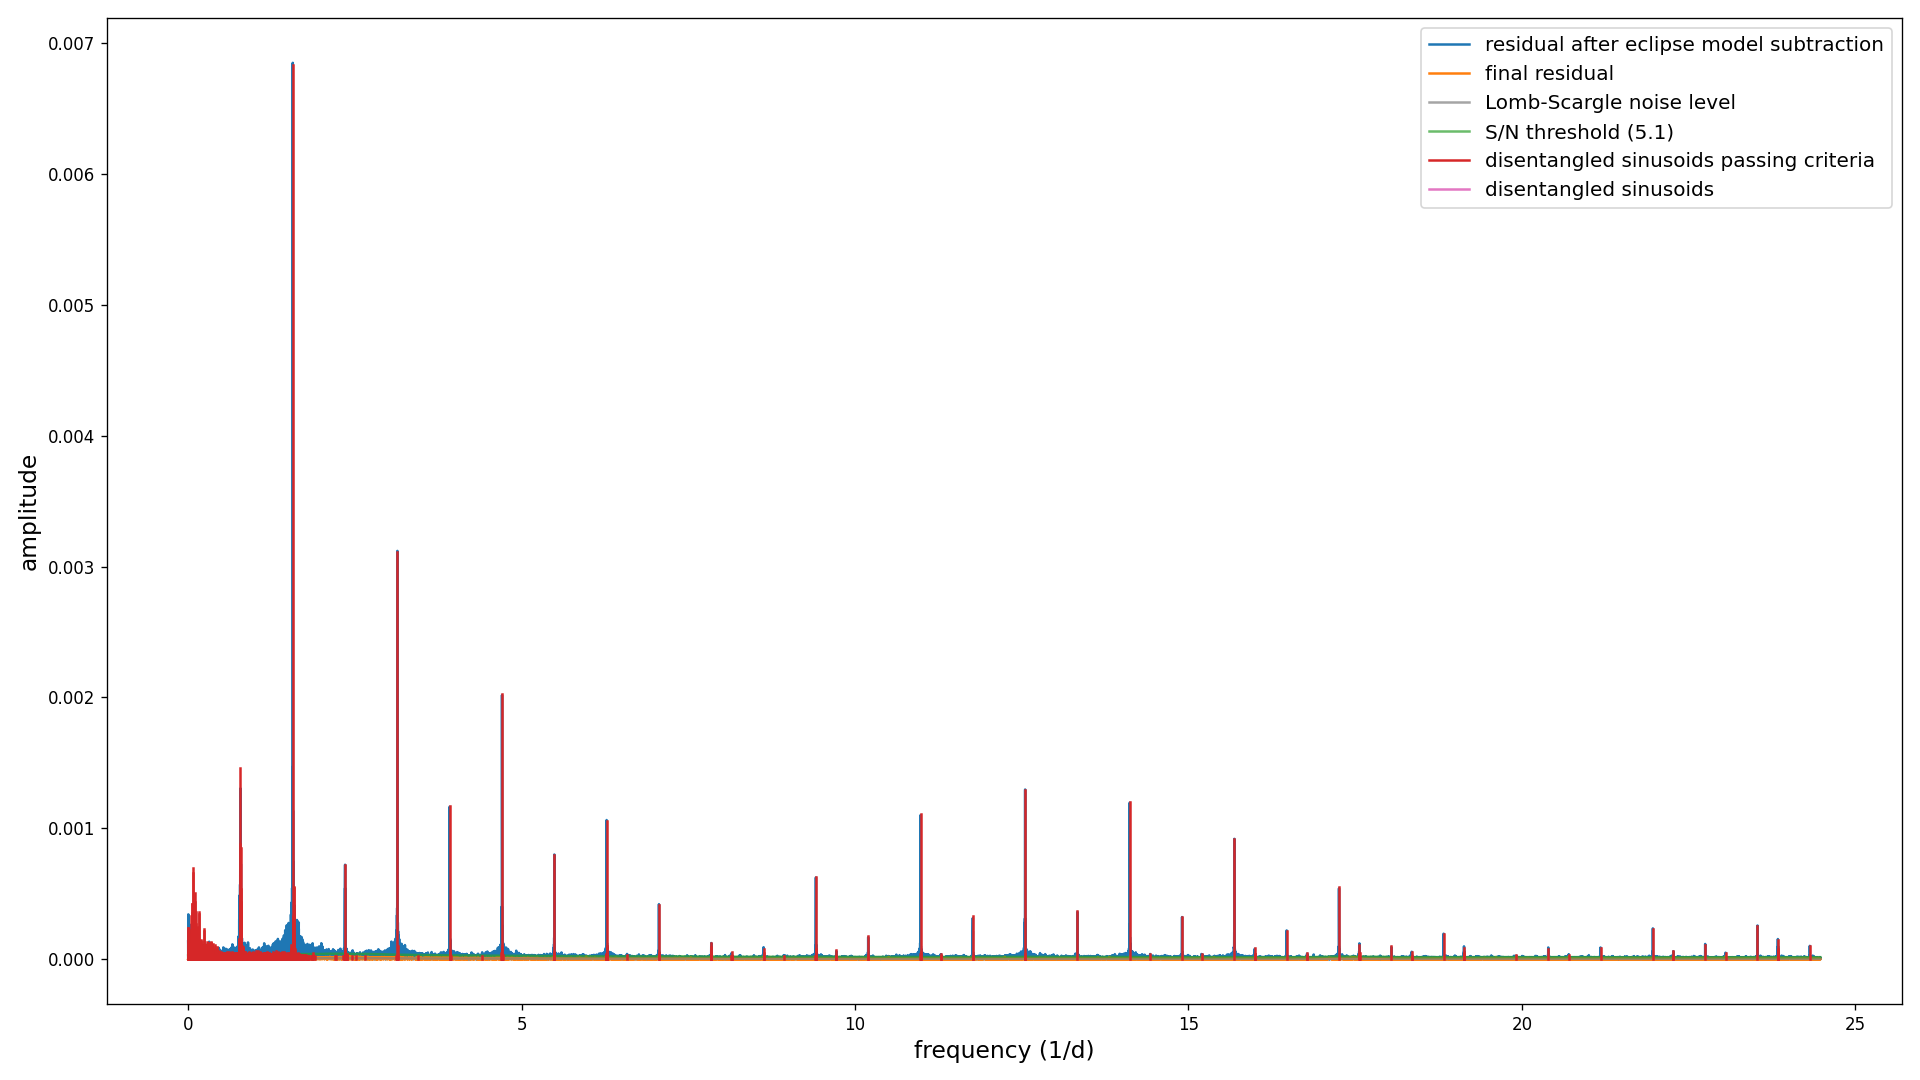 residual after eclipse model subtraction
final residual
Lomb-Scargle noise level
S/N threshold (5.1)
disentangled sinusoids passing criteria
disentangled sinusoids
amplitude
0.007
0.006
0.005
0.004
0.003
0.002
0.001
0.000
0 5 10 15 20 25
frequency (1/d)